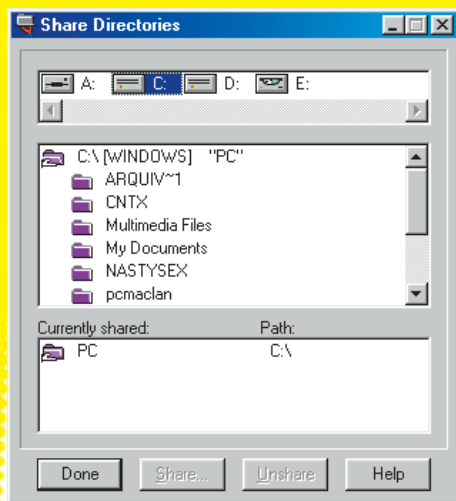 Share Directories
A: C: D: E:
C:\ [WINDOWS] "PC"
ARQUIV~1
CNTX
Multimedia Files
My Documents
NASTYSEX
pcmaclan
Currently shared: Path:
PC C:\
Done Share... Unshare Help